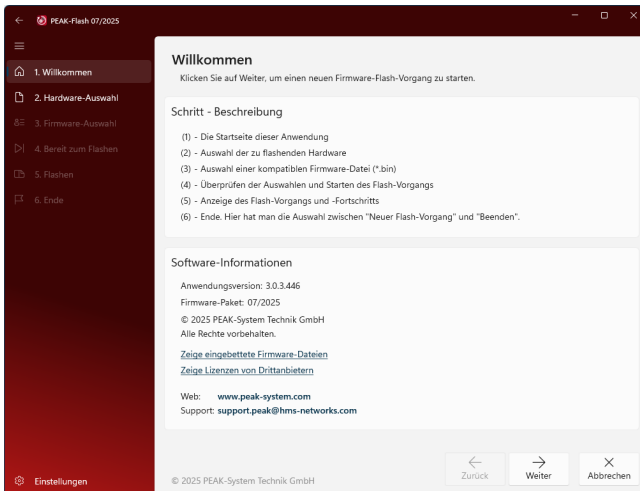 PEAK-Flash 07/2025
1. Willkommen
2. Hardware-Auswahl
3. Firmware-Auswahl
4. Bereit zum Flashen
5. Flashen
6. Ende
Einstellungen
Willkommen
Klicken Sie auf Weiter, um einen neuen Firmware-Flash-Vorgang zu starten.
Schritt - Beschreibung
(1) - Die Startseite dieser Anwendung
(2) - Auswahl der zu flashenden Hardware
(3) - Auswahl einer kompatiblen Firmware-Datei (*.bin)
(4) - Überprüfen der Auswahlen und Starten des Flash-Vorgangs
(5) - Anzeige des Flash-Vorgangs und -Fortschritts
(6) - Ende. Hier hat man die Auswahl zwischen "Neuer Flash-Vorgang" und "Beenden".
Software-Informationen
Anwendungsversion: 3.0.3.446
Firmware-Paket: 07/2025
© 2025 PEAK-System Technik GmbH
Alle Rechte vorbehalten.
Zeige eingebettete Firmware-Dateien
Zeige Lizenzen von Drittanbietern
Web: www.peak-system.com
Support: support.peak@hms-networks.com
© 2025 PEAK-System Technik GmbH
Zurück
Weiter
Abbrechen